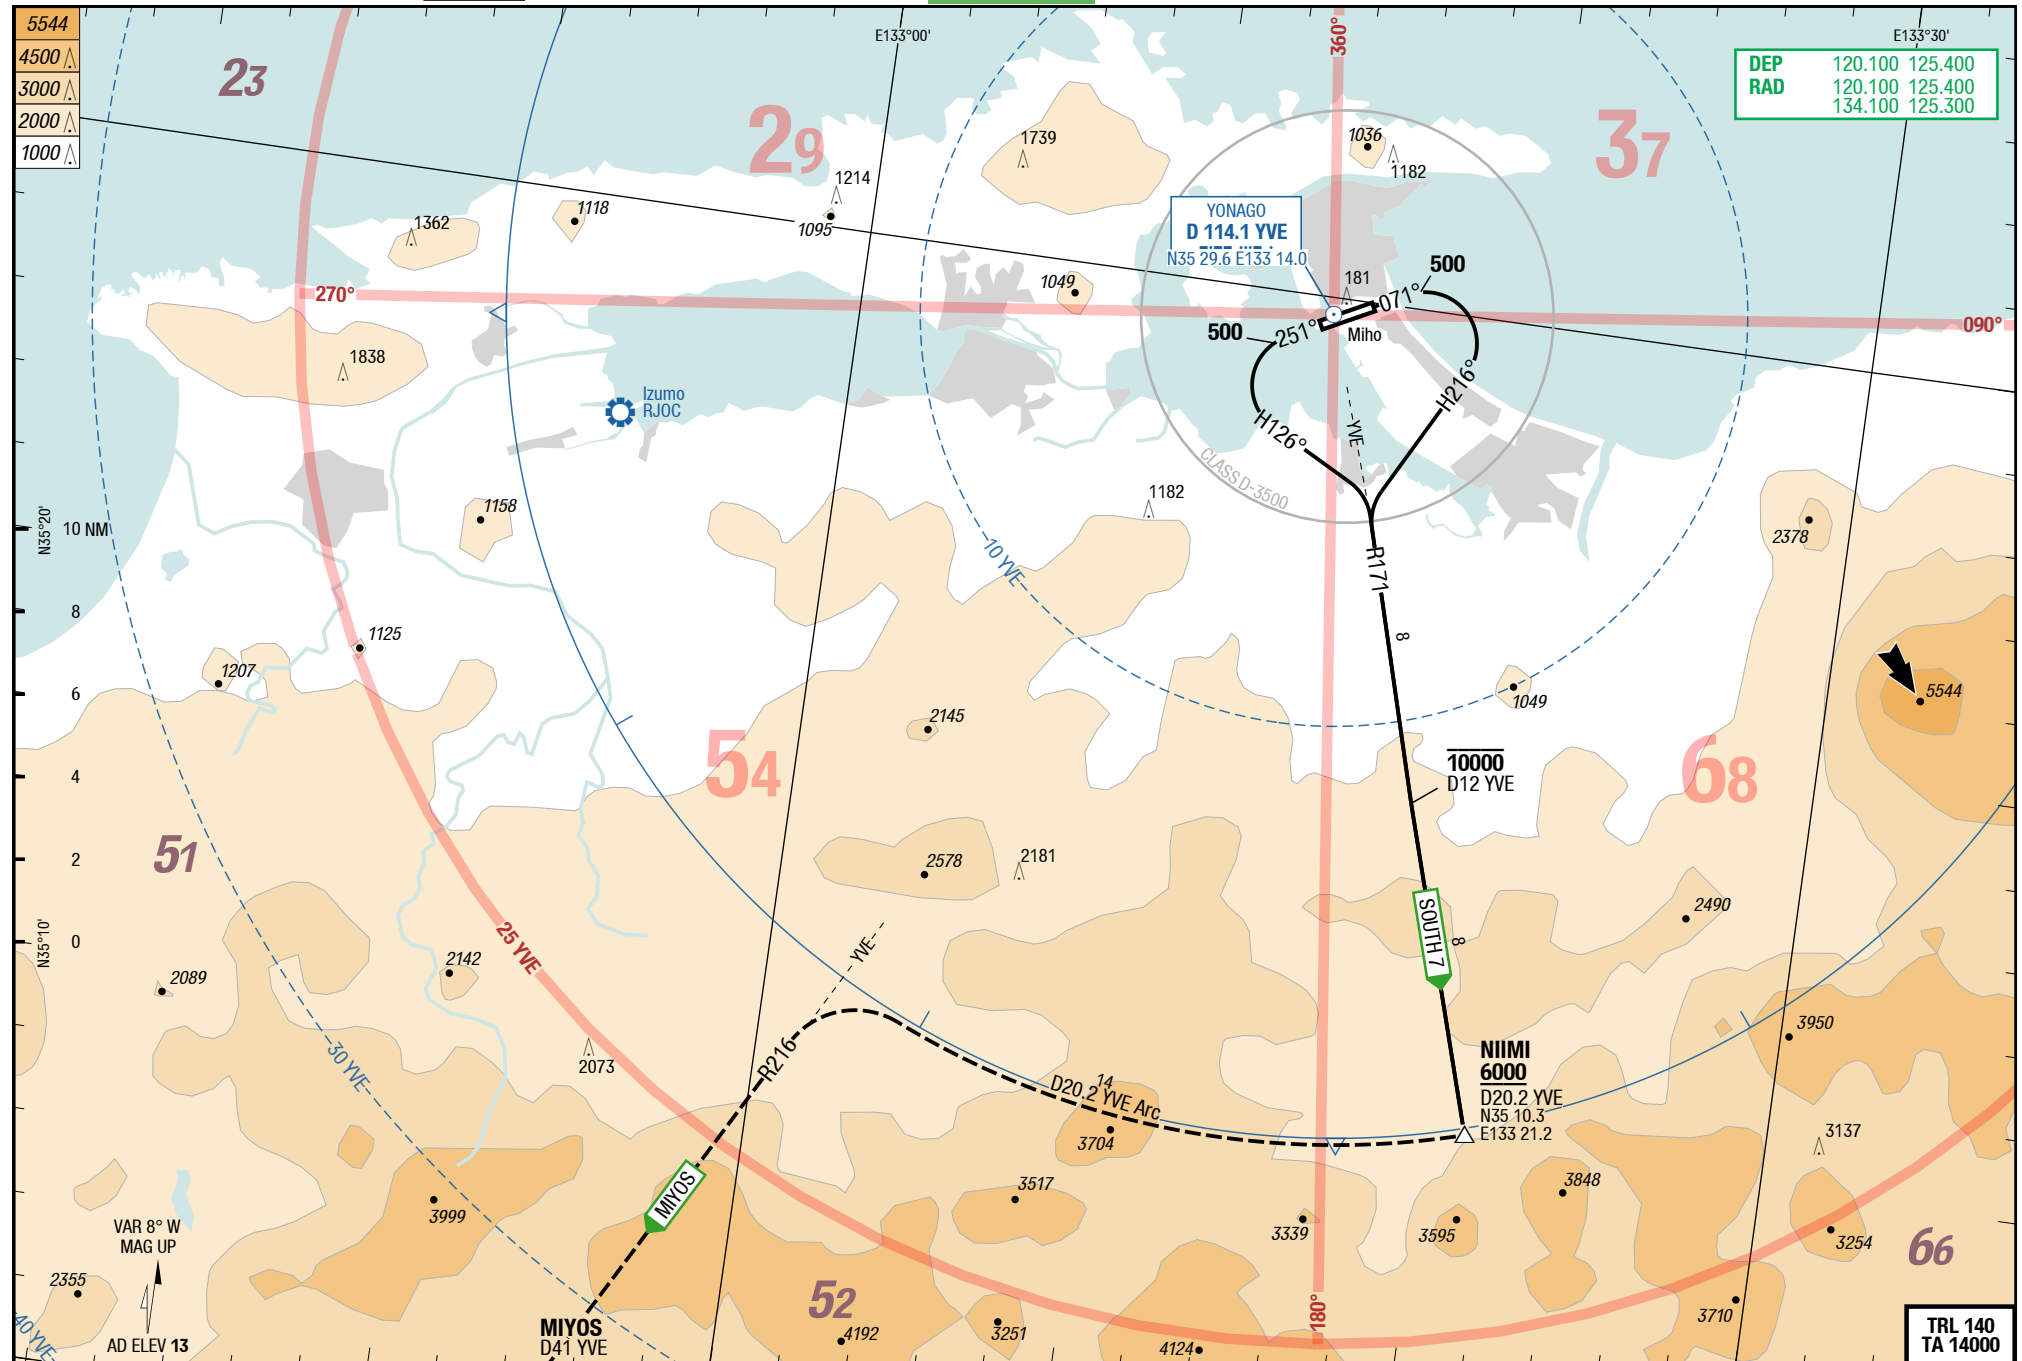 5544
4500
3000
2000
1000
23
29
37
E133°00'
E133°30'
360°
DEP 120.100 125.400
RAD 120.100 125.400
134.100 125.300
1739
1036
1182
1214
1095
1118
1362
YONAGO
D 114.1 YVE
N35 29.6 E133 14.0
270°
1049
181
071°
500
090°
500
251°
Miho
1838
Izumo
RJOC
H216°
H126°
YVE
CLASS D-3500
1182
1158
2378
N35°20'
10 NM
10 YVE
R171
8
8
1125
1207
6
1049
5544
2145
54
68
10000
D12 YVE
4
51
2
2578
2181
SOUTH 7
8
2490
N35°10'
0
25 YVE
YVE
2142
2089
3950
30 YVE
2073
R216
14
D20.2 YVE Arc
3704
NIIMI
6000
D20.2 YVE
N35 10.3
E133 21.2
3137
MIYOS
3999
3517
3339
3595
3848
3254
66
VAR 8° W
MAG UP
2355
AD ELEV 13
40 YVE
52
MIYOS
D41 YVE
4192
3251
4124
180°
3710
TRL 140
TA 14000